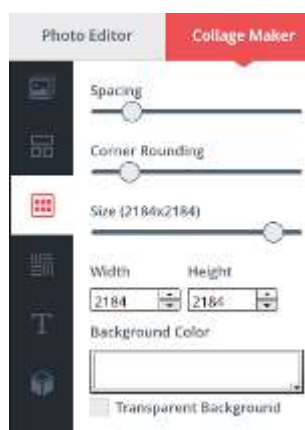 Photo Editor Collage Maker
Spacing
Corner Rounding
Size (2184x2184)
Width Height
2184 2184
Background Color
T
Transparent Background